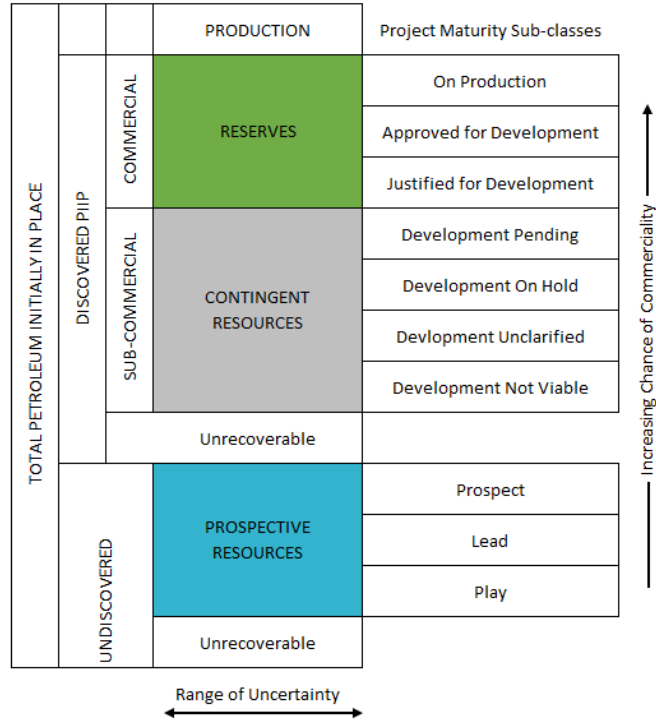 PRODUCTION
Project Maturity Sub-classes
TOTAL PETROLEUM INITIALLY IN PLACE
DISCOVERED PIIP
COMMERCIAL
RESERVES
On Production
Approved for Development
Justified for Development
SUB-COMMERCIAL
CONTINGENT
RESOURCES
Development Pending
Development On Hold
Devlopment Unclarified
Development Not Viable
Unrecoverable
UNDISCOVERED
PROSPECTIVE
RESOURCES
Prospect
Lead
Play
Unrecoverable
Increasing Chance of Commerciality
Range of Uncertainty